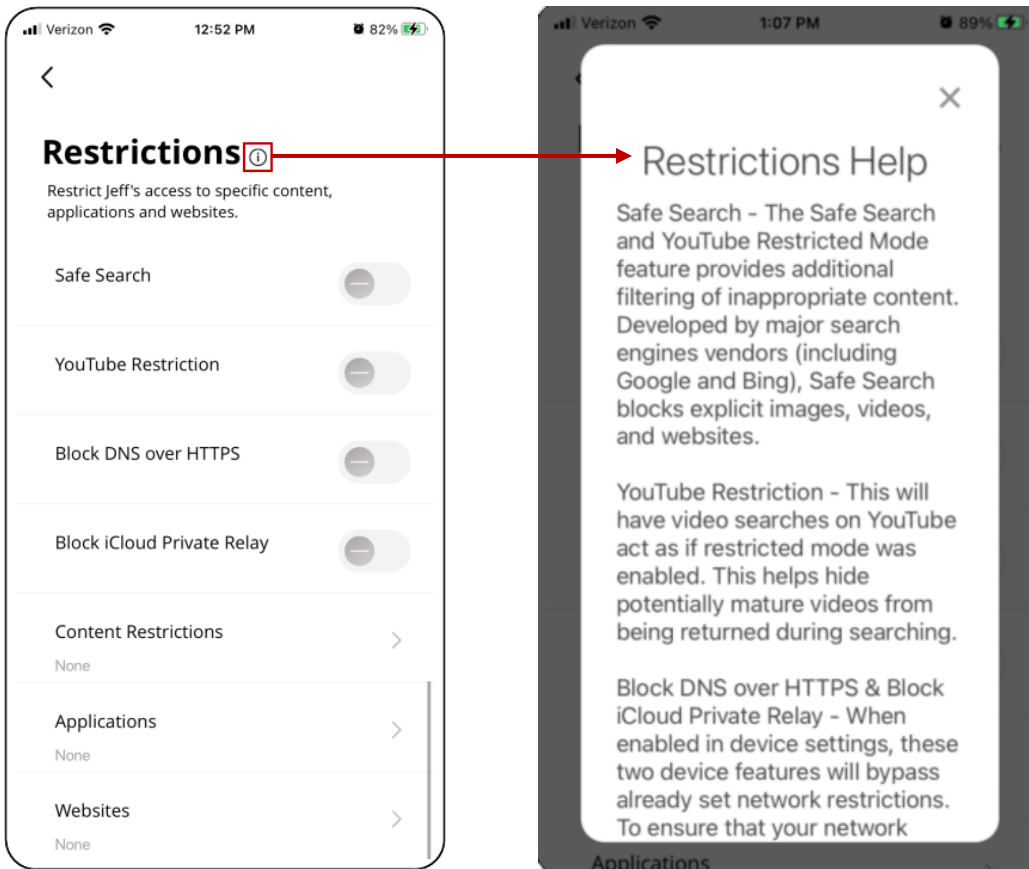 Verizon 12:52 PM 82%
Restrictions
Restrict Jeff's access to specific content,
applications and websites.
Safe Search
YouTube Restriction
Block DNS over HTTPS
Block iCloud Private Relay
Content Restrictions
None
Applications
None
Websites
None
Verizon 1:07 PM 89%
Restrictions Help
Safe Search - The Safe Search
and YouTube Restricted Mode
feature provides additional
filtering of inappropriate content.
Developed by major search
engines vendors (including
Google and Bing), Safe Search
blocks explicit images, videos,
and websites.
YouTube Restriction - This will
have video searches on YouTube
act as if restricted mode was
enabled. This helps hide
potentially mature videos from
being returned during searching.
Block DNS over HTTPS & Block
iCloud Private Relay - When
enabled in device settings, these
two device features will bypass
already set network restrictions.
To ensure that your network
Applications